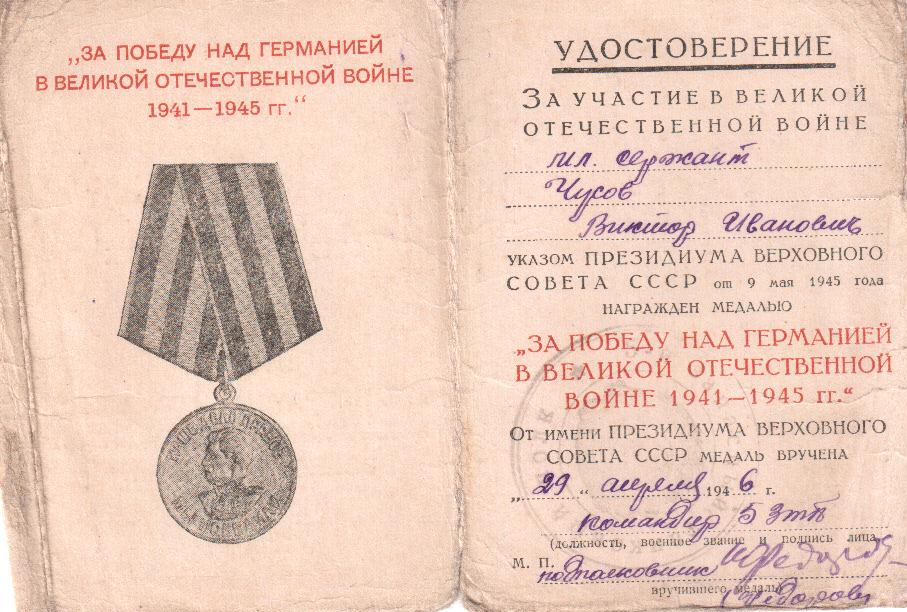 „ЗА ПОБЕДУ НАД ГЕРМАНИЕЙ
В ВЕЛИКОЙ ОТЕЧЕСТВЕННОЙ ВОЙНЕ
1941—1945 гг.“
УДОСТОВЕРЕНИЕ
ЗА УЧАСТИЕ В ВЕЛИКОЙ
ОТЕЧЕСТВЕННОЙ ВОЙНЕ
мл. сержант
Чусов
Виктор Иванович
УКАЗОМ ПРЕЗИДИУМА ВЕРХОВНОГО
СОВЕТА СССР от 9 мая 1945 года
НАГРАЖДЕН МЕДАЛЬЮ
„ЗА ПОБЕДУ НАД ГЕРМАНИЕЙ
В ВЕЛИКОЙ ОТЕЧЕСТВЕННОЙ
ВОЙНЕ 1941—1945 гг.“
ОТ ИМЕНИ ПРЕЗИДИУМА ВЕРХОВНОГО
СОВЕТА СССР МЕДАЛЬ ВРУЧЕНА
„29“ апреля 1946 г.
командир 5
(должность, военное звание и подпись лица,
М. П. подполковник
вручившего медаль)